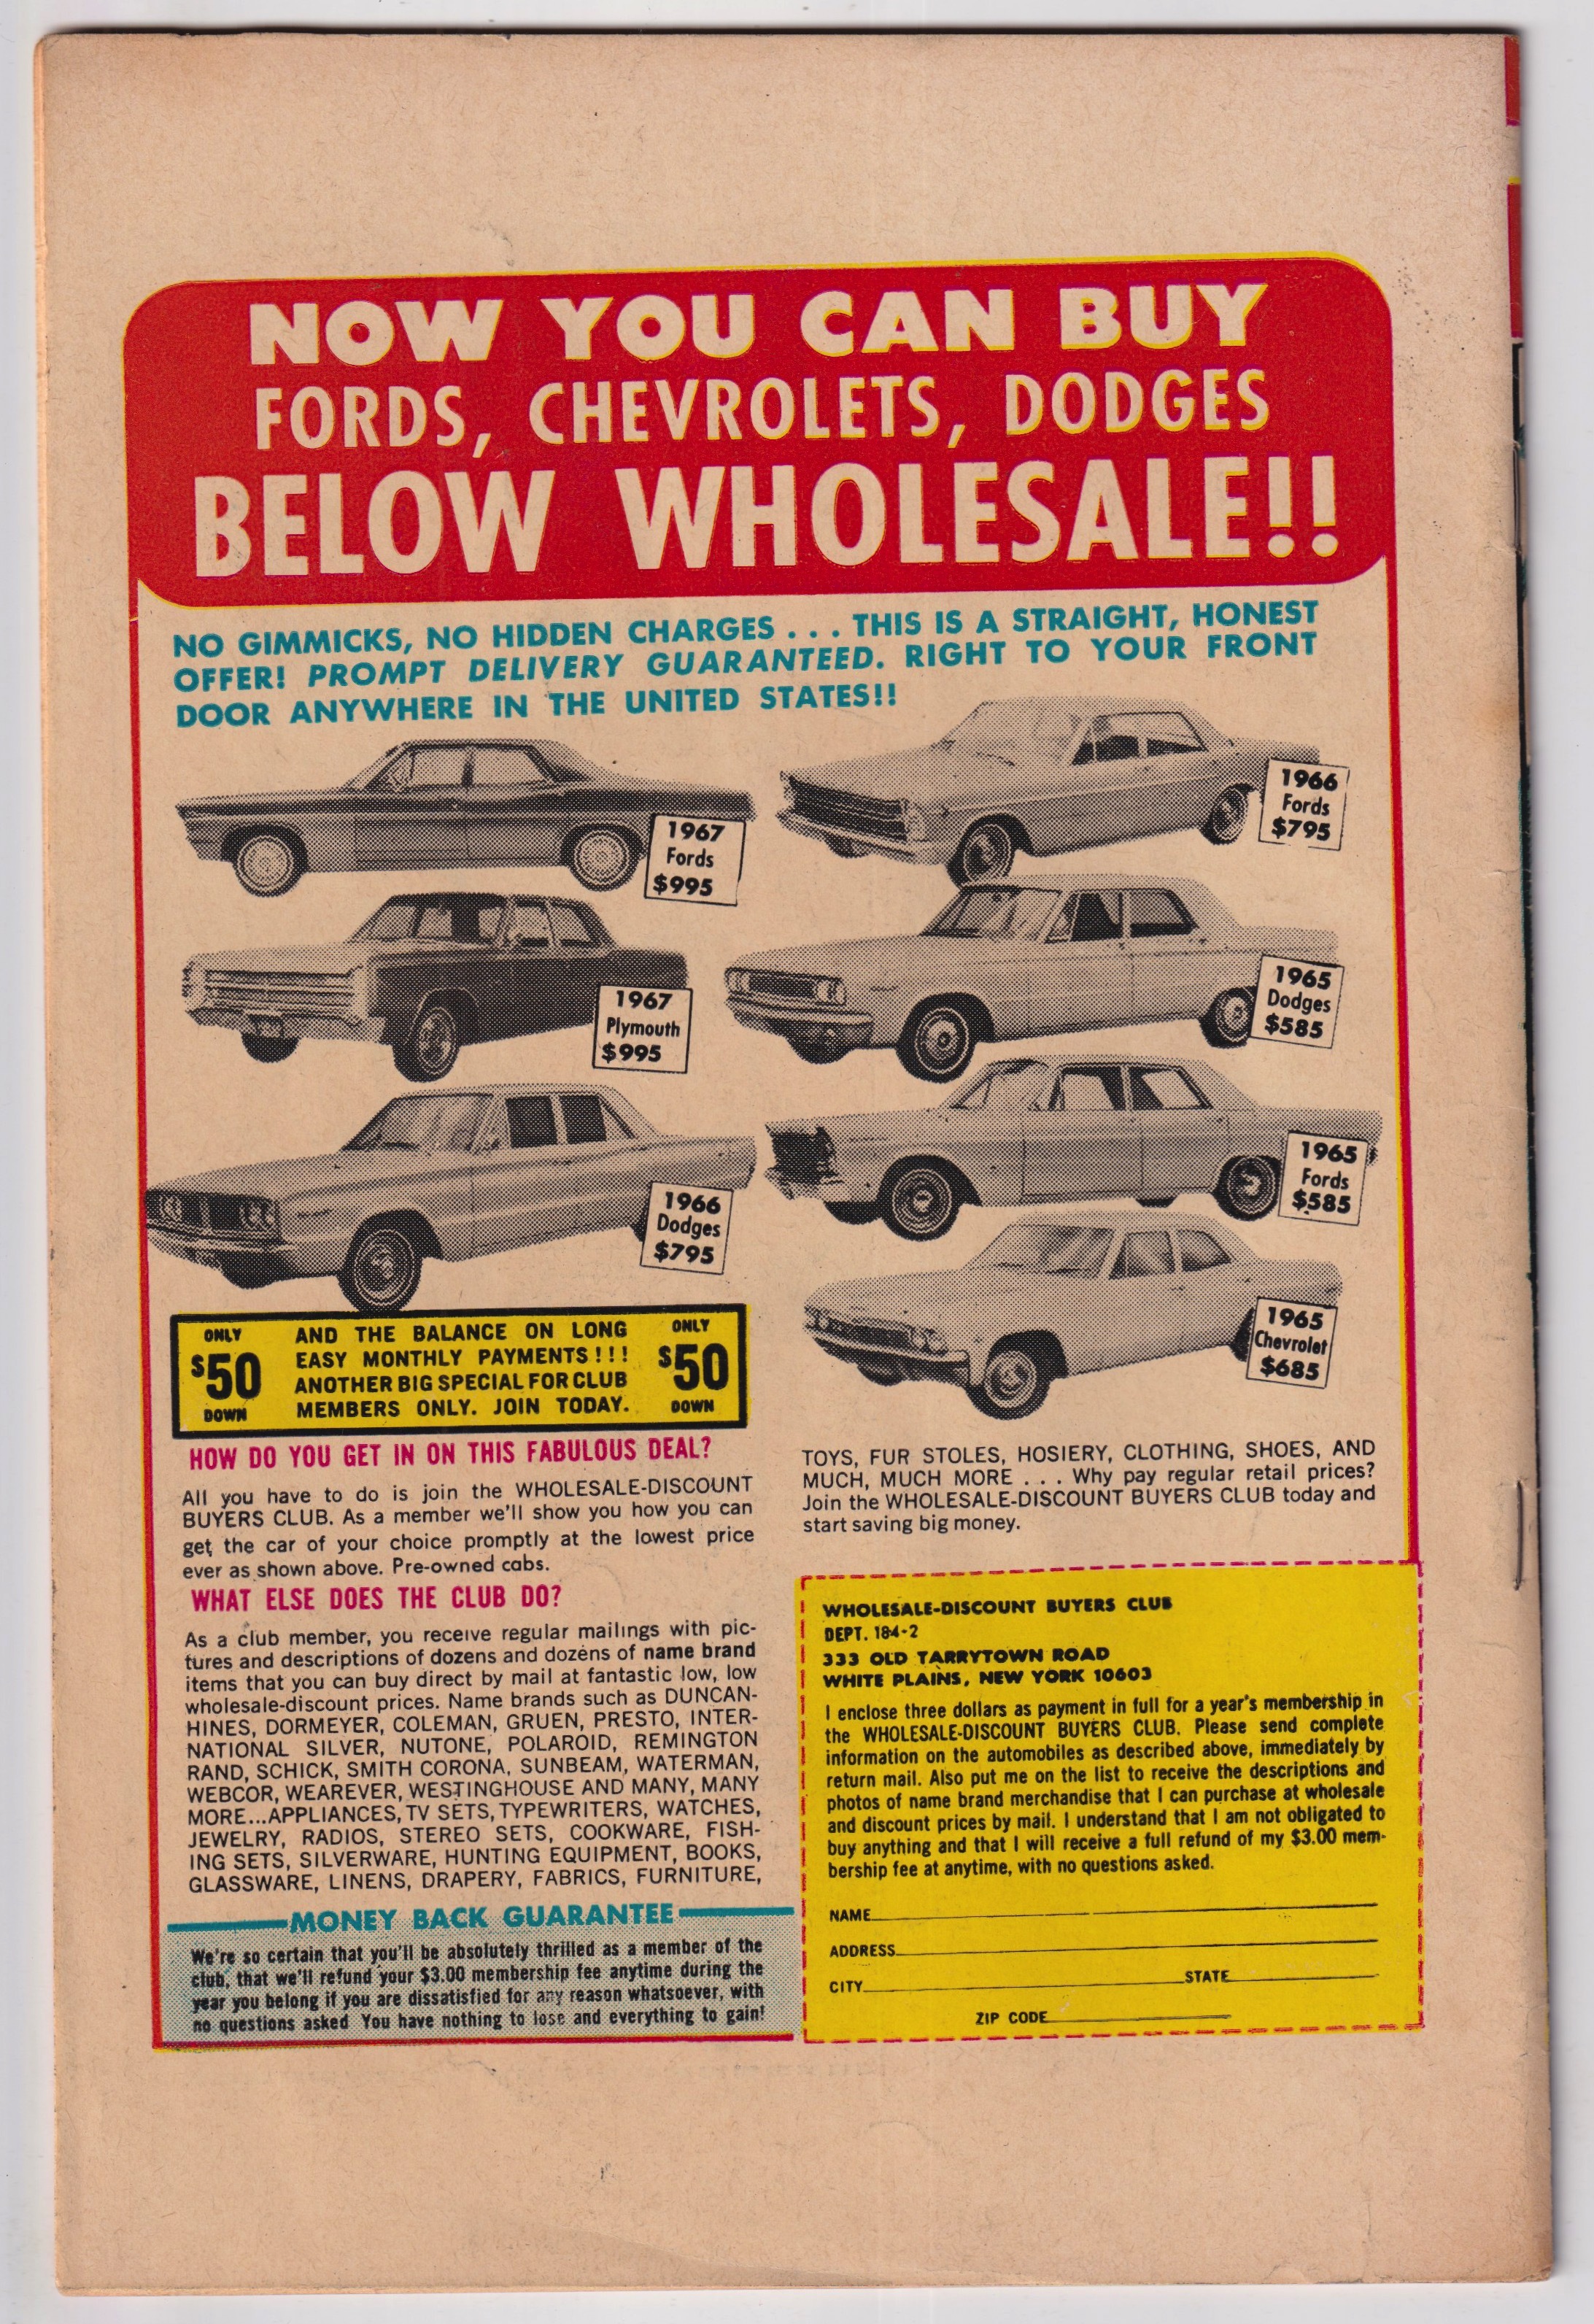 NOW YOU CAN BUY
FORDS, CHEVROLETS, DODGES
BELOW WHOLESALE!!
NO GIMMICKS, NO HIDDEN CHARGES . . . THIS IS A STRAIGHT, HONEST
OFFER! PROMPT DELIVERY GUARANTEED. RIGHT TO YOUR FRONT
DOOR ANYWHERE IN THE UNITED STATES!!
1967
Fords
$995
1966
Fords
$795
1967
Plymouth
$995
1965
Dodges
$585
1966
Dodges
$795
1965
Fords
$585
1965
Chevrolet
$685
ONLY
$50
DOWN
AND THE BALANCE ON LONG
EASY MONTHLY PAYMENTS!!!
ANOTHER BIG SPECIAL FOR CLUB
MEMBERS ONLY. JOIN TODAY.
ONLY
$50
DOWN
HOW DO YOU GET IN ON THIS FABULOUS DEAL?
All you have to do is join the WHOLESALE-DISCOUNT
BUYERS CLUB. As a member we'll show you how you can
get the car of your choice promptly at the lowest price
ever as shown above. Pre-owned cabs.
WHAT ELSE DOES THE CLUB DO?
As a club member, you receive regular mailings with pic-
tures and descriptions of dozens and dozens of name brand
items that you can buy direct by mail at fantastic low, low
wholesale-discount prices. Name brands such as DUNCAN-
HINES, DORMEYER, COLEMAN, GRUEN, PRESTO, INTER-
NATIONAL SILVER, NUTONE, POLAROID, REMINGTON
RAND, SCHICK, SMITH CORONA, SUNBEAM, WATERMAN,
WEBCOR, WEAREVER, WESTINGHOUSE AND MANY, MANY
MORE...APPLIANCES, TV SETS, TYPEWRITERS, WATCHES,
JEWELRY, RADIOS, STEREO SETS, COOKWARE, FISH-
ING SETS, SILVERWARE, HUNTING EQUIPMENT, BOOKS,
GLASSWARE, LINENS, DRAPERY, FABRICS, FURNITURE,
MONEY BACK GUARANTEE
We're so certain that you'll be absolutely thrilled as a member of the
club, that we'll refund your $3.00 membership fee anytime during the
year you belong if you are dissatisfied for any reason whatsoever, with
no questions asked You have nothing to lose and everything to gain!
TOYS, FUR STOLES, HOSIERY, CLOTHING, SHOES, AND
MUCH, MUCH MORE . . . Why pay regular retail prices?
Join the WHOLESALE-DISCOUNT BUYERS CLUB today and
start saving big money.
WHOLESALE-DISCOUNT BUYERS CLUB
DEPT. 184-2
333 OLD TARRYTOWN ROAD
WHITE PLAINS, NEW YORK 10603
I enclose three dollars as payment in full for a year's membership in
the WHOLESALE-DISCOUNT BUYERS CLUB. Please send complete
information on the automobiles as described above, immediately by
return mail. Also put me on the list to receive the descriptions and
photos of name brand merchandise that I can purchase at wholesale
and discount prices by mail. I understand that I am not obligated to
buy anything and that I will receive a full refund of my $3.00 mem-
bership fee at anytime, with no questions asked.
NAME
ADDRESS
CITY STATE
ZIP CODE